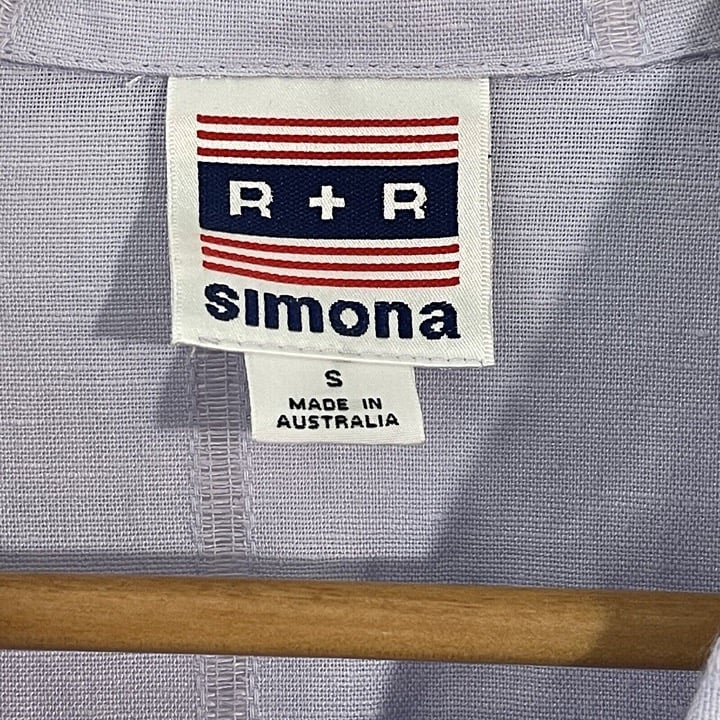 R + R
simona
S
MADE IN
AUSTRALIA